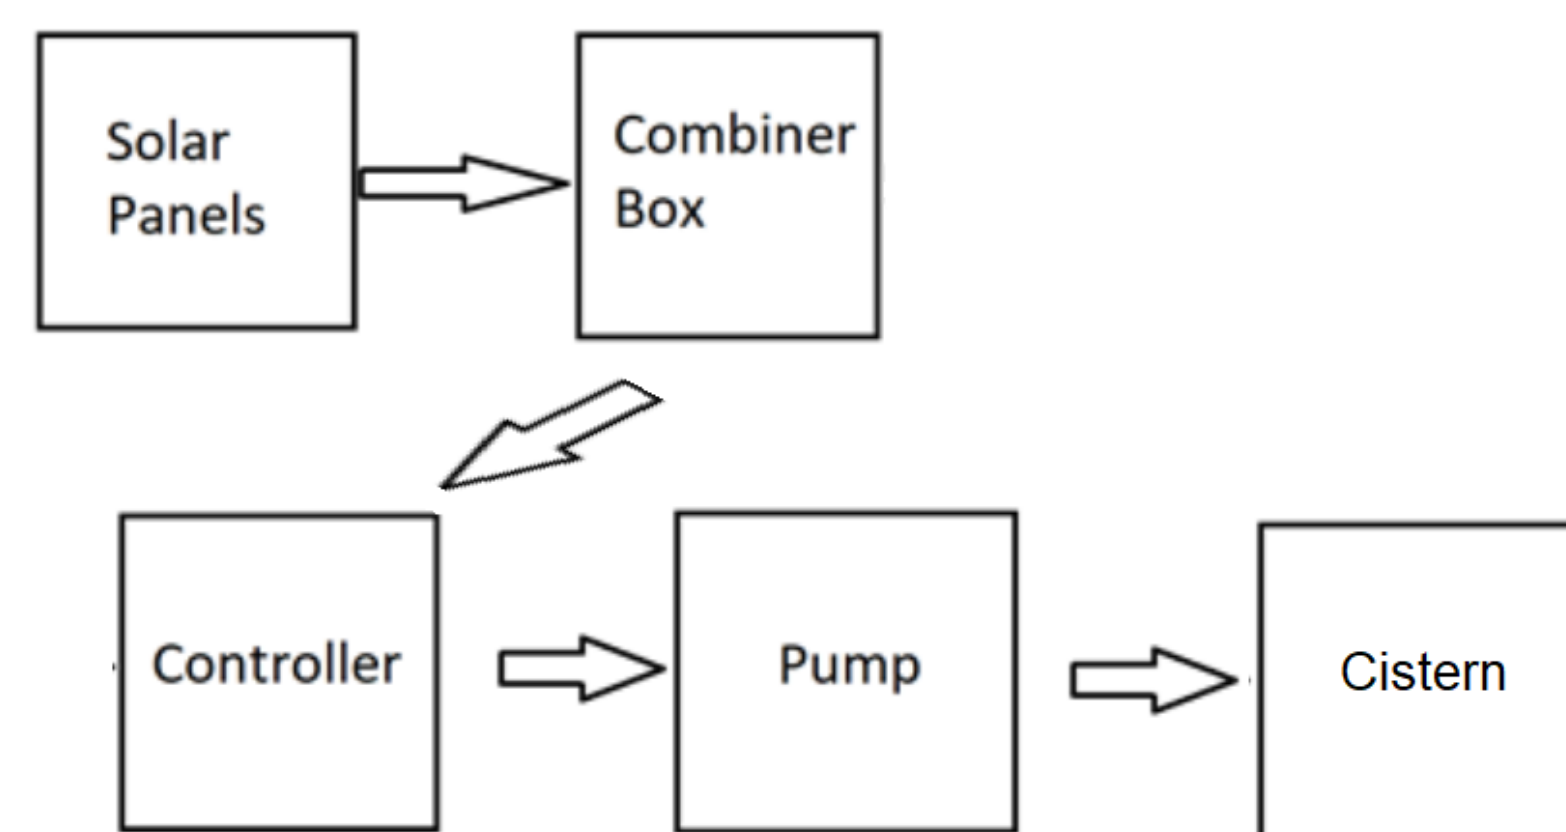 Solar
Panels
Combiner
Box
Controller
Pump
Cistern